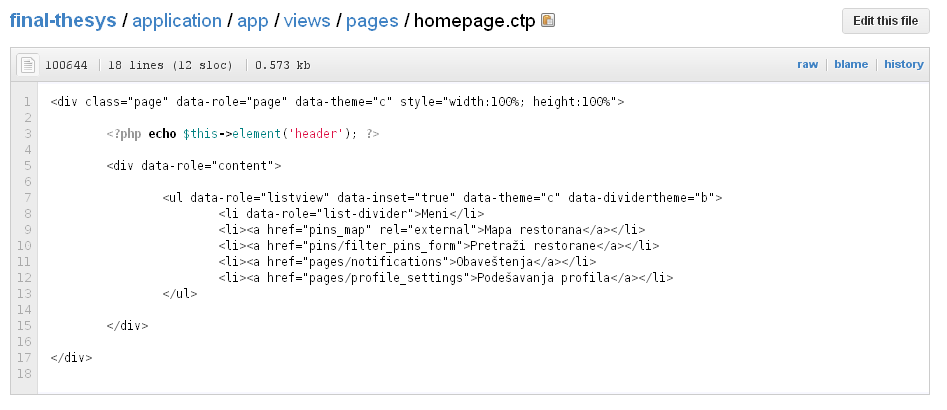 final-thesys / application / app / views / pages / homepage.ctp Edit this file
100644 | 18 lines (12 sloc) | 0.573 kb raw | blame | history
1 <div class="page" data-role="page" data-theme="c" style="width:100%; height:100%">
2
3 <?php echo $this->element('header'); ?>
4
5 <div data-role="content">
6
7 <ul data-role="listview" data-inset="true" data-theme="c" data-dividertheme="b">
8 <li data-role="list-divider">Meni</li>
9 <li><a href="pins_map" rel="external">Mapa restorana</a></li>
10 <li><a href="pins/filter_pins_form">Pretraži restorane</a></li>
11 <li><a href="pages/notifications">Obaveštenja</a></li>
12 <li><a href="pages/profile_settings">Podešavanja profila</a></li>
13 </ul>
14
15 </div>
16
17 </div>
18